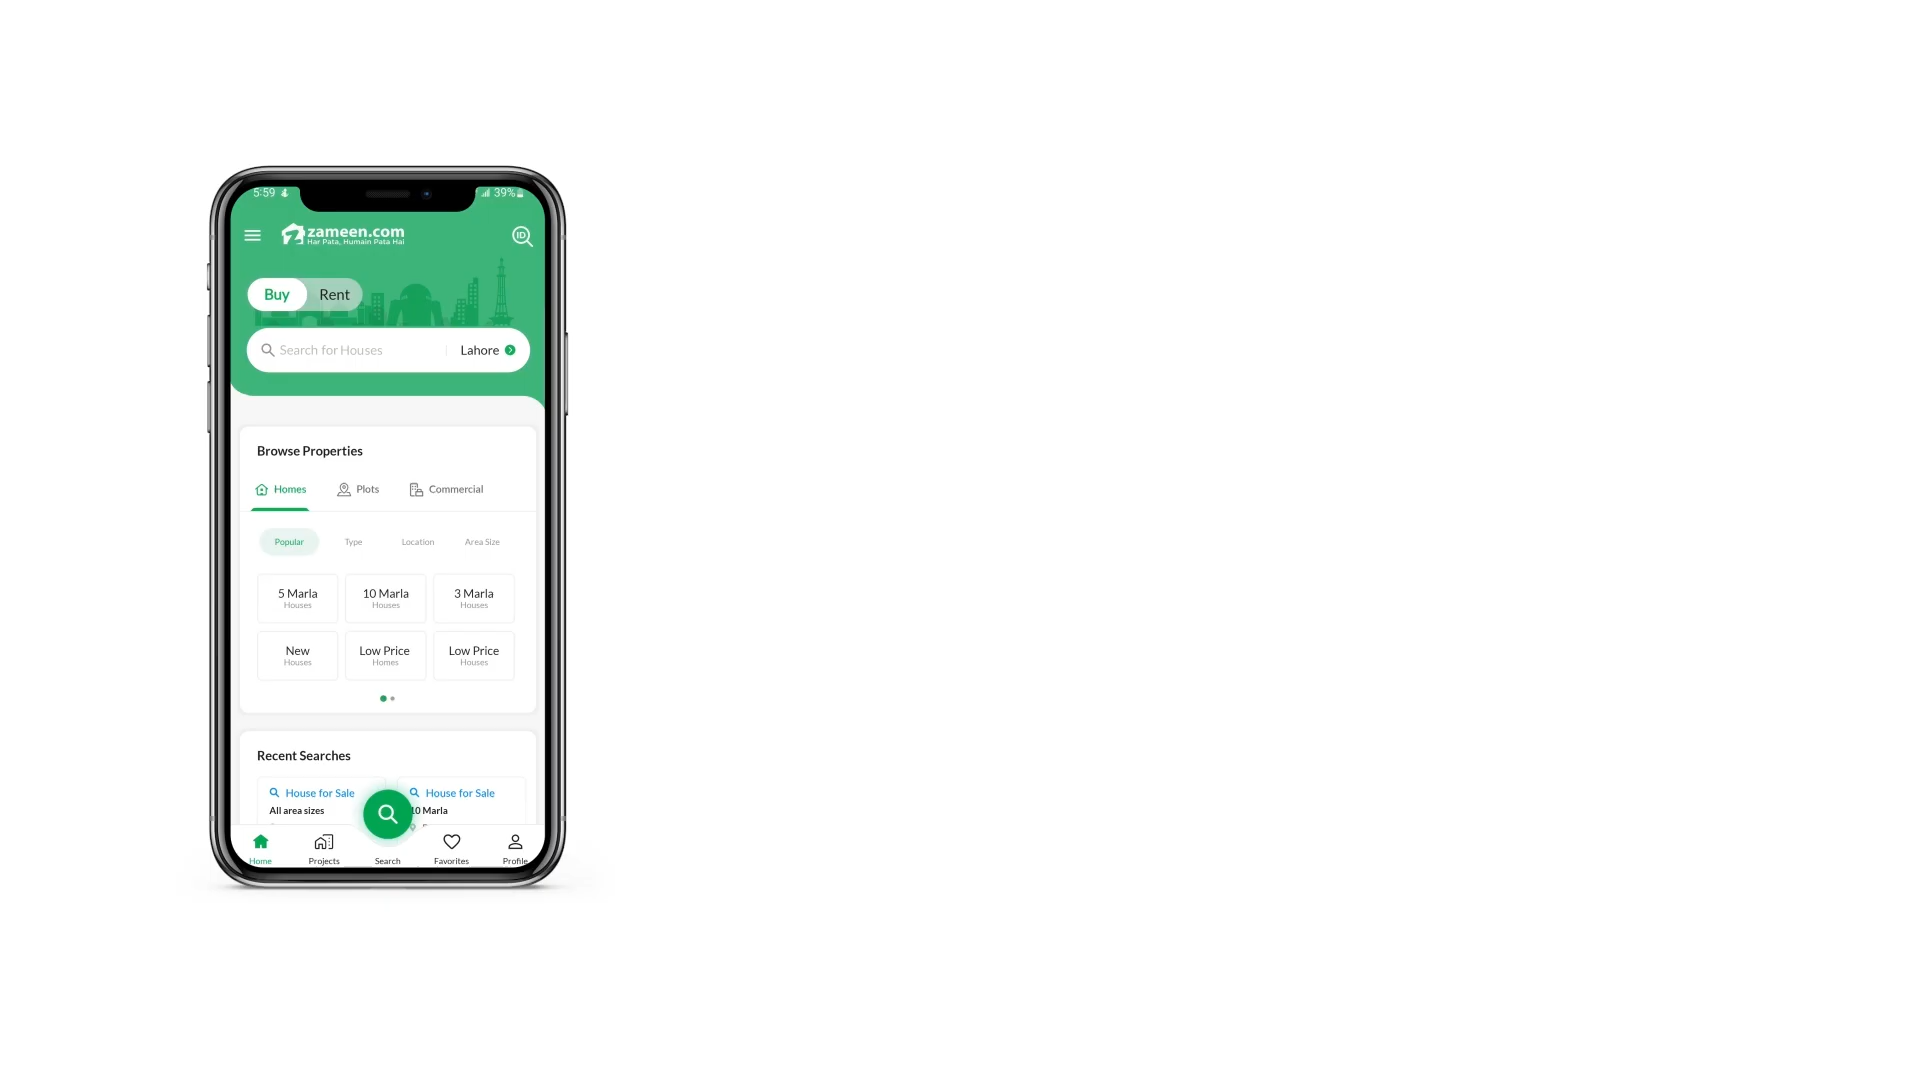 5:59
39%
zameen.com
Har Pata, Humain Pata Hai
ID
Buy Rent
Search for Houses Lahore
Browse Properties
Homes Plots Commercial
Popular Type Location Area Size
5 Marla 10 Marla 3 Marla
Houses Houses Houses
New Low Price Low Price
Houses Homes Houses
Recent Searches
House for Sale House for Sale
All area sizes 10 Marla
Home Projects Search Favorites Profile